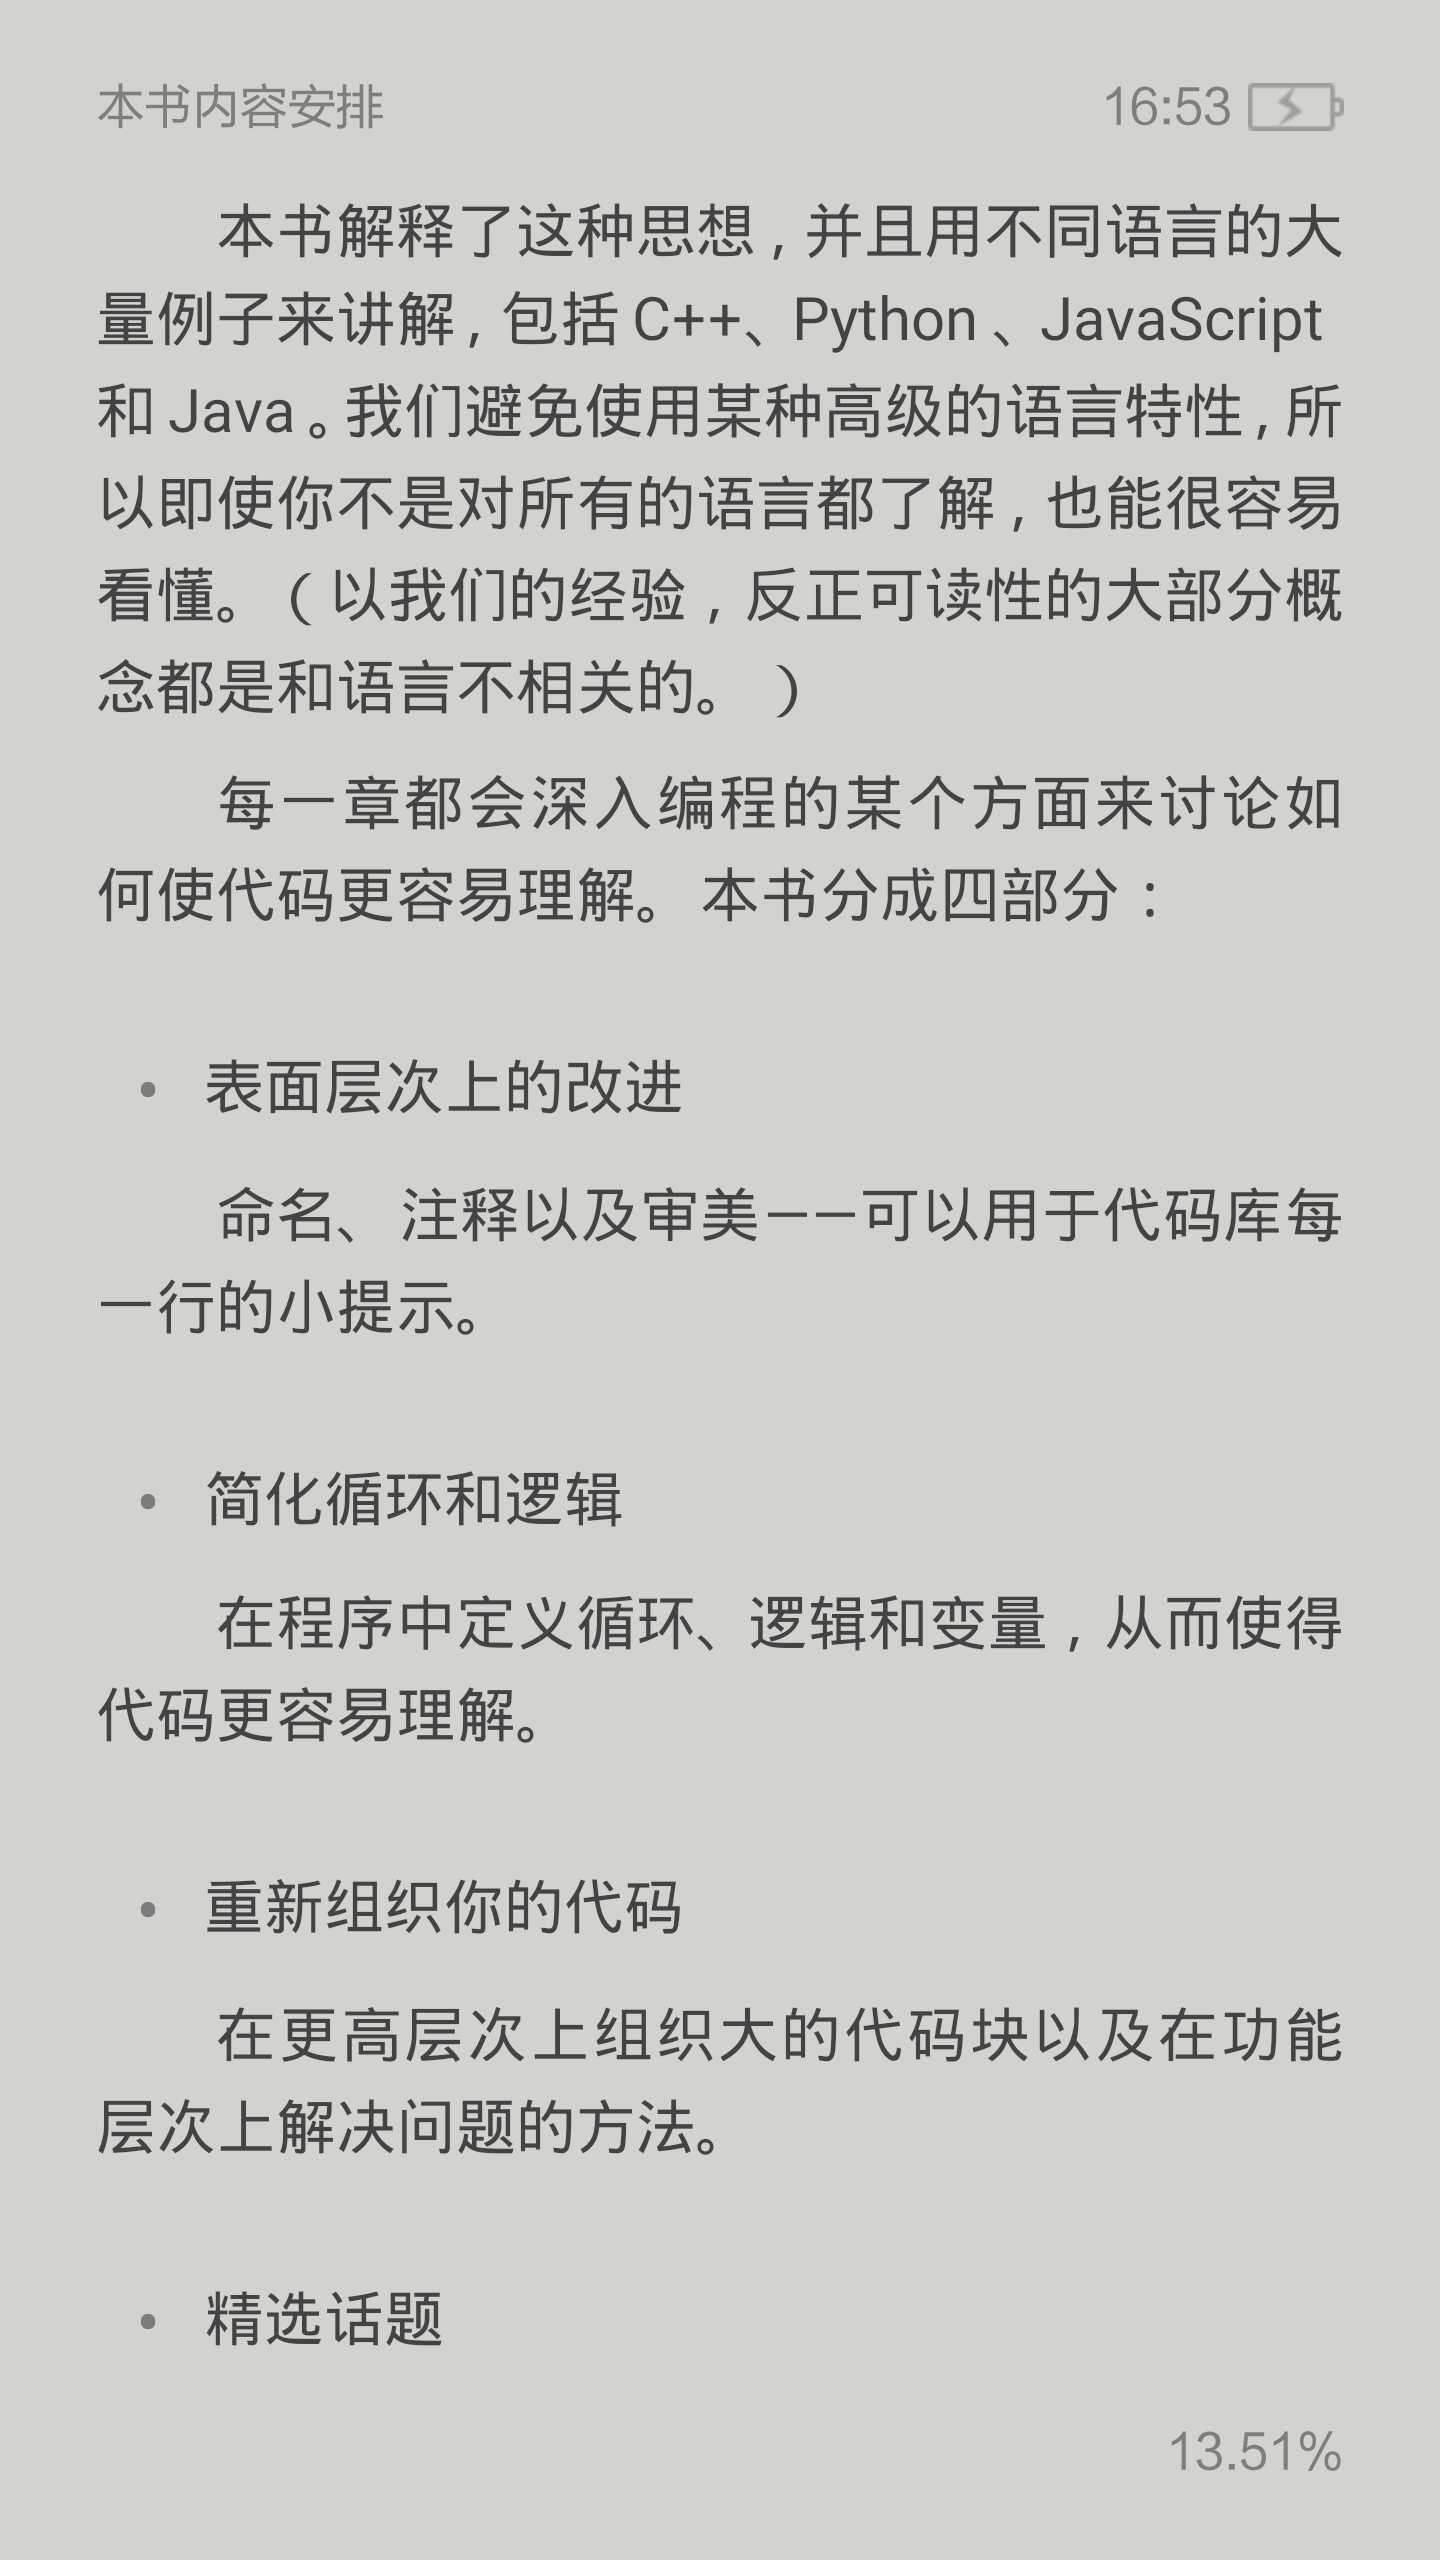 本书内容安排
16:53
本书解释了这种思想，并且用不同语言的大
量例子来讲解，包括 C++、Python 、JavaScript
和 Java 。我们避免使用某种高级的语言特性，所
以即使你不是对所有的语言都了解，也能很容易
看懂。（以我们的经验，反正可读性的大部分概
念都是和语言不相关的。）
每一章都会深入编程的某个方面来讨论如
何使代码更容易理解。本书分成四部分：
• 表面层次上的改进
命名、注释以及审美——可以用于代码库每
一行的小提示。
• 简化循环和逻辑
在程序中定义循环、逻辑和变量，从而使得
代码更容易理解。
• 重新组织你的代码
在更高层次上组织大的代码块以及在功能
层次上解决问题的方法。
• 精选话题
13.51%